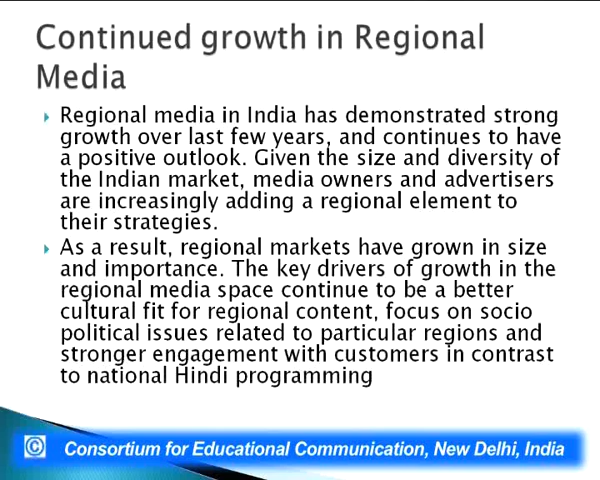 Continued growth in Regional
Media
Regional media in India has demonstrated strong
growth over last few years, and continues to have
a positive outlook. Given the size and diversity of
the Indian market, media owners and advertisers
are increasingly adding a regional element to
their strategies.
As a result, regional markets have grown in size
and importance. The key drivers of growth in the
regional media space continue to be a better
cultural fit for regional content, focus on socio
political issues related to particular regions and
stronger engagement with customers in contrast
to national Hindi programming
© Consortium for Educational Communication, New Delhi, India